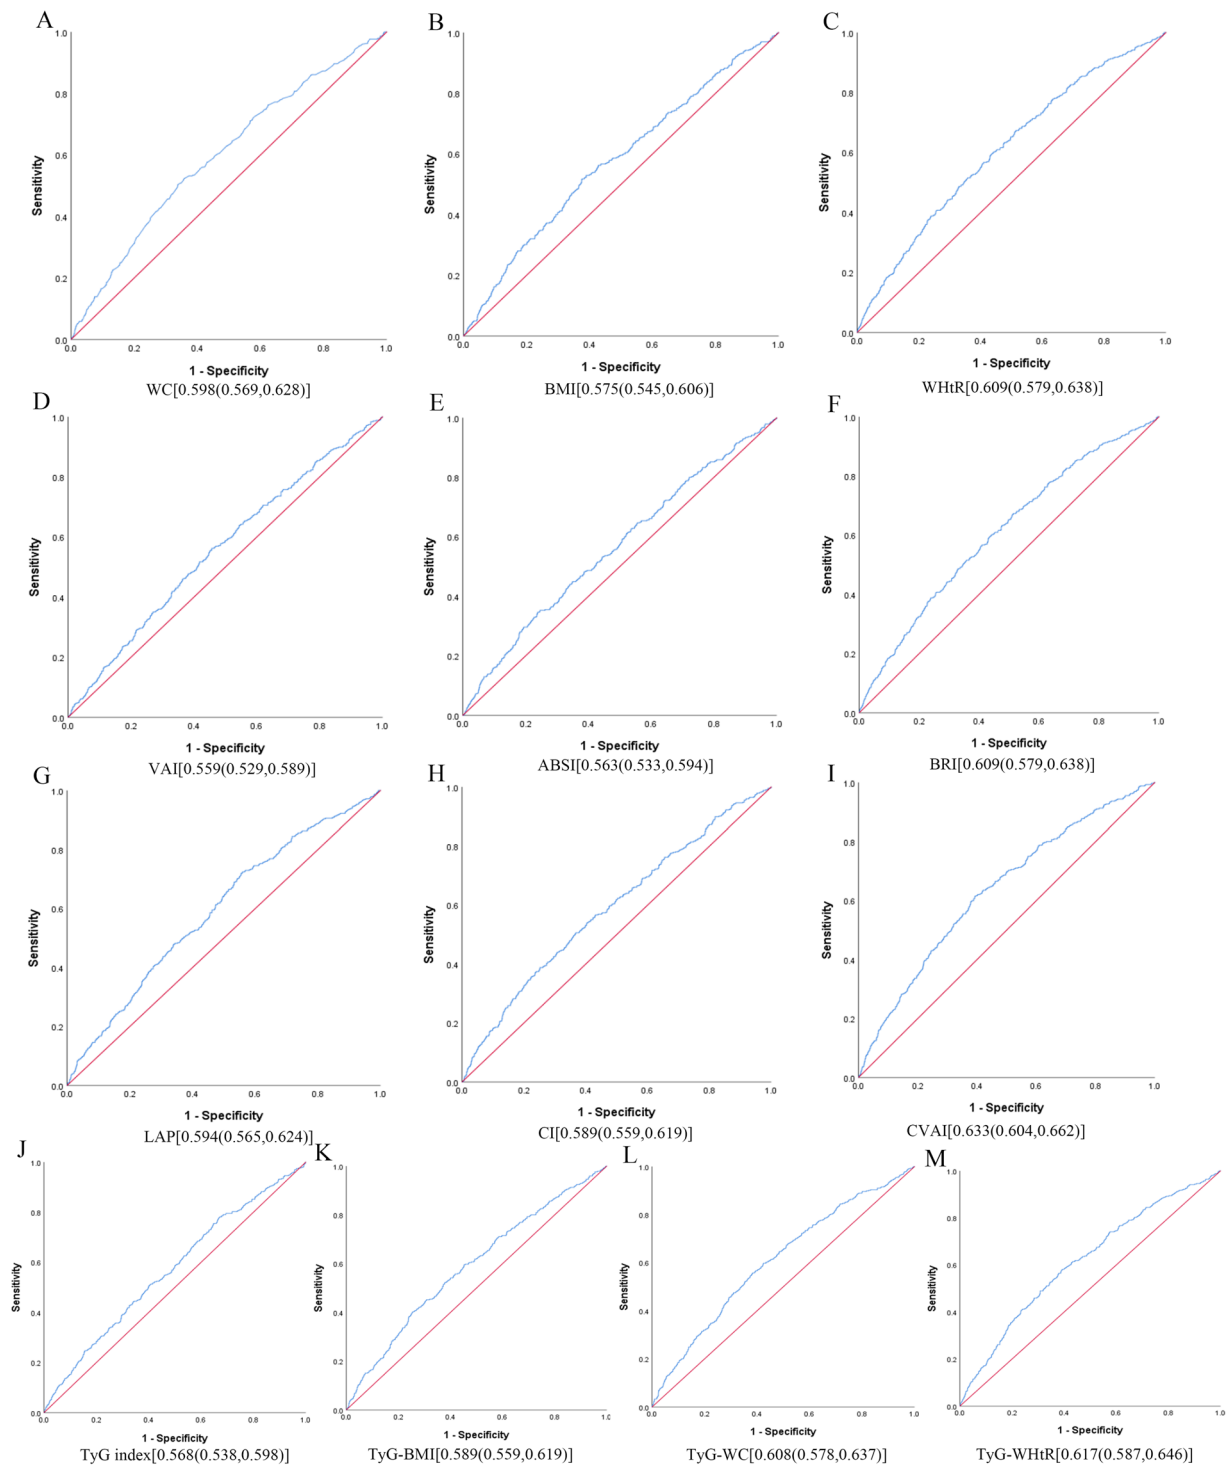 A
B
C
1.0
0.8
0.6
0.4
0.2
0.0
Sensitivity
0.0 0.2 0.4 0.6 0.8 1.0
1 - Specificity
WC[0.598(0.569,0.628)]
1.0
0.8
0.6
0.4
0.2
0.0
Sensitivity
0.0 0.2 0.4 0.6 0.8 1.0
1 - Specificity
BMI[0.575(0.545,0.606)]
1.0
0.8
0.6
0.4
0.2
0.0
Sensitivity
0.0 0.2 0.4 0.6 0.8 1.0
1 - Specificity
WHtR[0.609(0.579,0.638)]
D
E
F
1.0
0.8
0.6
0.4
0.2
0.0
Sensitivity
0.0 0.2 0.4 0.6 0.8 1.0
1 - Specificity
VAI[0.559(0.529,0.589)]
1.0
0.8
0.6
0.4
0.2
0.0
Sensitivity
0.0 0.2 0.4 0.6 0.8 1.0
1 - Specificity
ABSI[0.563(0.533,0.594)]
1.0
0.8
0.6
0.4
0.2
0.0
Sensitivity
0.0 0.2 0.4 0.6 0.8 1.0
1 - Specificity
BRI[0.609(0.579,0.638)]
G
H
I
1.0
0.8
0.6
0.4
0.2
0.0
Sensitivity
0.0 0.2 0.4 0.6 0.8 1.0
1 - Specificity
LAP[0.594(0.565,0.624)]
1.0
0.8
0.6
0.4
0.2
0.0
Sensitivity
0.0 0.2 0.4 0.6 0.8 1.0
1 - Specificity
CI[0.589(0.559,0.619)]
1.0
0.8
0.6
0.4
0.2
0.0
Sensitivity
0.0 0.2 0.4 0.6 0.8 1.0
1 - Specificity
CVAI[0.633(0.604,0.662)]
J
K
L
M
1.0
0.8
0.6
0.4
0.2
0.0
Sensitivity
0.0 0.2 0.4 0.6 0.8 1.0
1 - Specificity
TyG index[0.568(0.538,0.598)]
1.0
0.8
0.6
0.4
0.2
0.0
Sensitivity
0.0 0.2 0.4 0.6 0.8 1.0
1 - Specificity
TyG-BMI[0.589(0.559,0.619)]
1.0
0.8
0.6
0.4
0.2
0.0
Sensitivity
0.0 0.2 0.4 0.6 0.8 1.0
1 - Specificity
TyG-WC[0.608(0.578,0.637)]
1.0
0.8
0.6
0.4
0.2
0.0
Sensitivity
0.0 0.2 0.4 0.6 0.8 1.0
1 - Specificity
TyG-WHtR[0.617(0.587,0.646)]